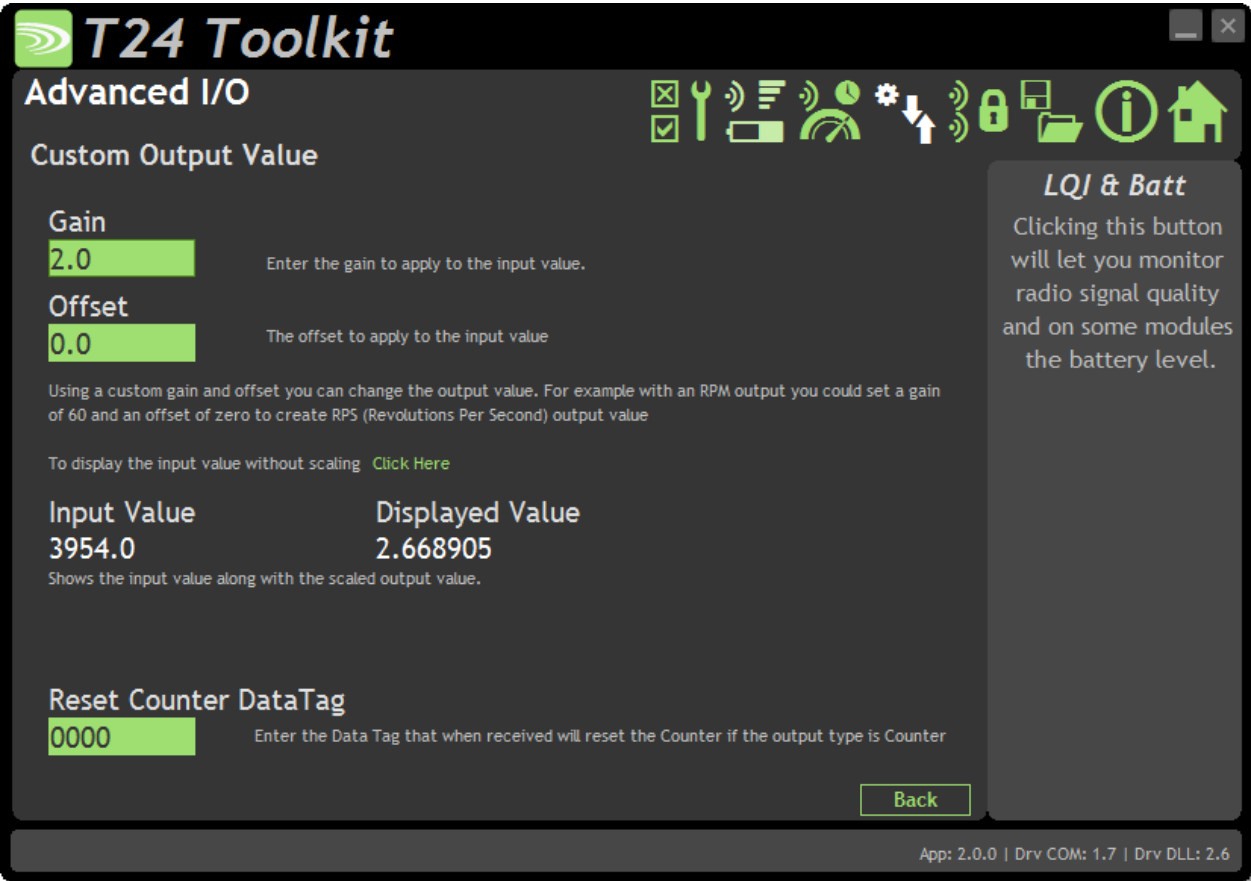 T24 Toolkit
Advanced I/O
Custom Output Value
Gain
2.0
Enter the gain to apply to the input value.
Offset
0.0
The offset to apply to the input value
Using a custom gain and offset you can change the output value. For example with an RPM output you could set a gain
of 60 and an offset of zero to create RPS (Revolutions Per Second) output value
To display the input value without scaling Click Here
Input Value
Displayed Value
3954.0
2.668905
Shows the input value along with the scaled output value.
Reset Counter DataTag
0000
Enter the Data Tag that when received will reset the Counter if the output type is Counter
Back
LQI & Batt
Clicking this button
will let you monitor
radio signal quality
and on some modules
the battery level.
App: 2.0.0 | Drv COM: 1.7 | Drv DLL: 2.6